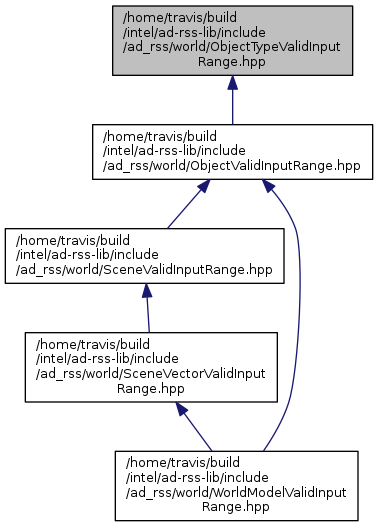 /home/travis/build
/intel/ad-rss-lib/include
/ad_rss/world/ObjectTypeValidInput
Range.hpp
/home/travis/build
/intel/ad-rss-lib/include
/ad_rss/world/ObjectValidInputRange.hpp
/home/travis/build
/intel/ad-rss-lib/include
/ad_rss/world/SceneValidInputRange.hpp
/home/travis/build
/intel/ad-rss-lib/include
/ad_rss/world/SceneVectorValidInput
Range.hpp
/home/travis/build
/intel/ad-rss-lib/include
/ad_rss/world/WorldModelValidInput
Range.hpp